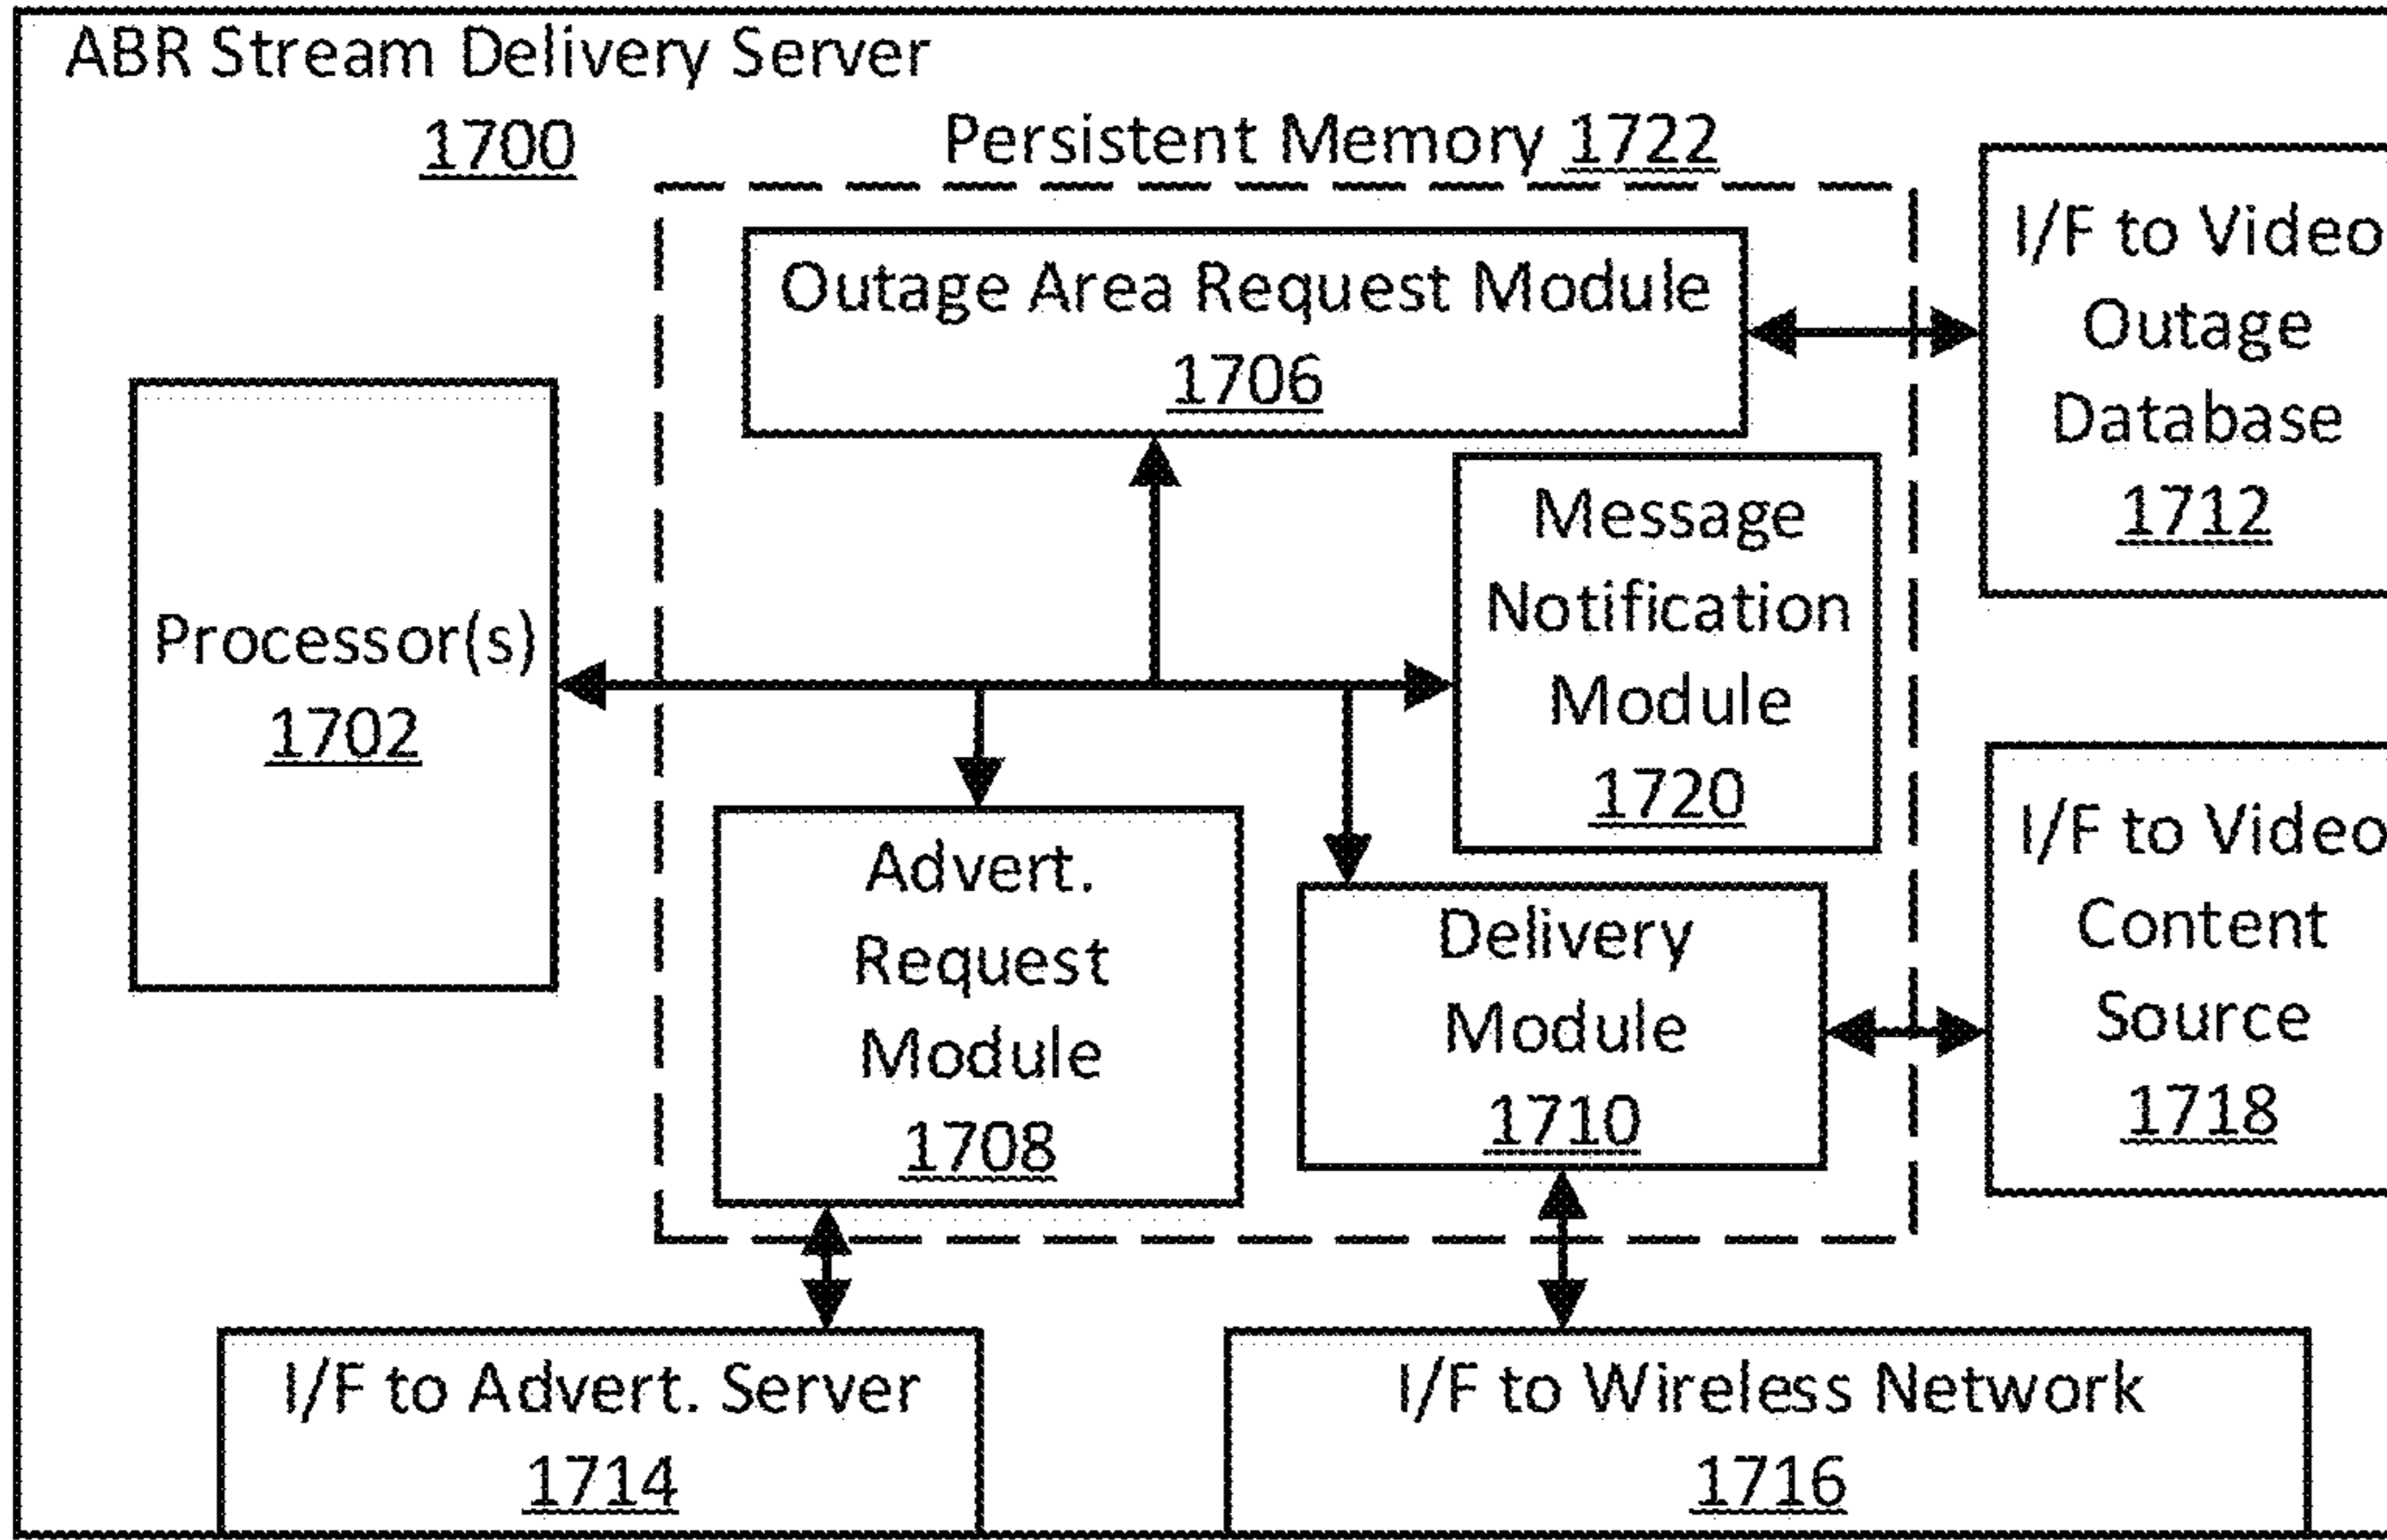 ABR Stream Delivery Server
1700
Persistent Memory 1722
Outage Area Request Module
1706
I/F to Video
Outage
Database
1712
Processor(s)
1702
Message
Notification
Module
1720
Advert.
Request
Module
1708
Delivery
Module
1710
I/F to Video
Content
Source
1718
I/F to Advert. Server
1714
I/F to Wireless Network
1716